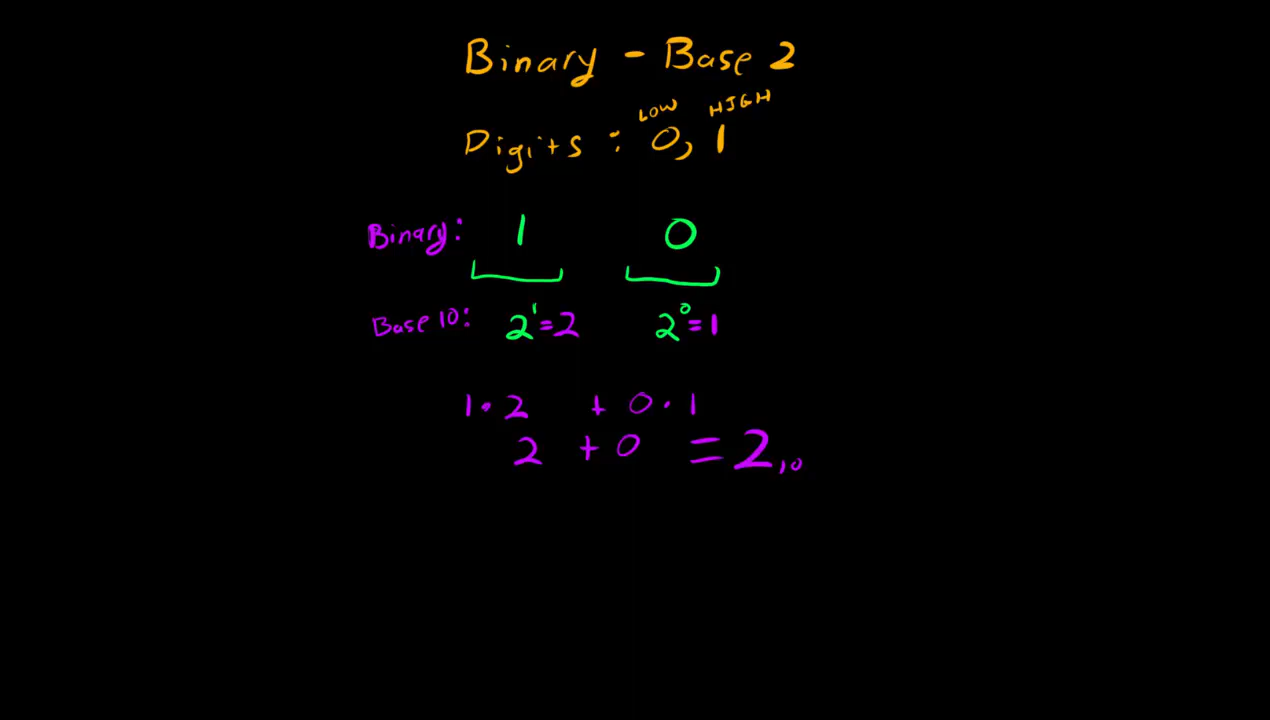 Binary - Base 2
LOW HIGH
Digits : 0, 1
Binary: 1 0
Base 10: 2¹=2 2⁰=1
1·2 + 0·1
2 + 0 = 2₁₀